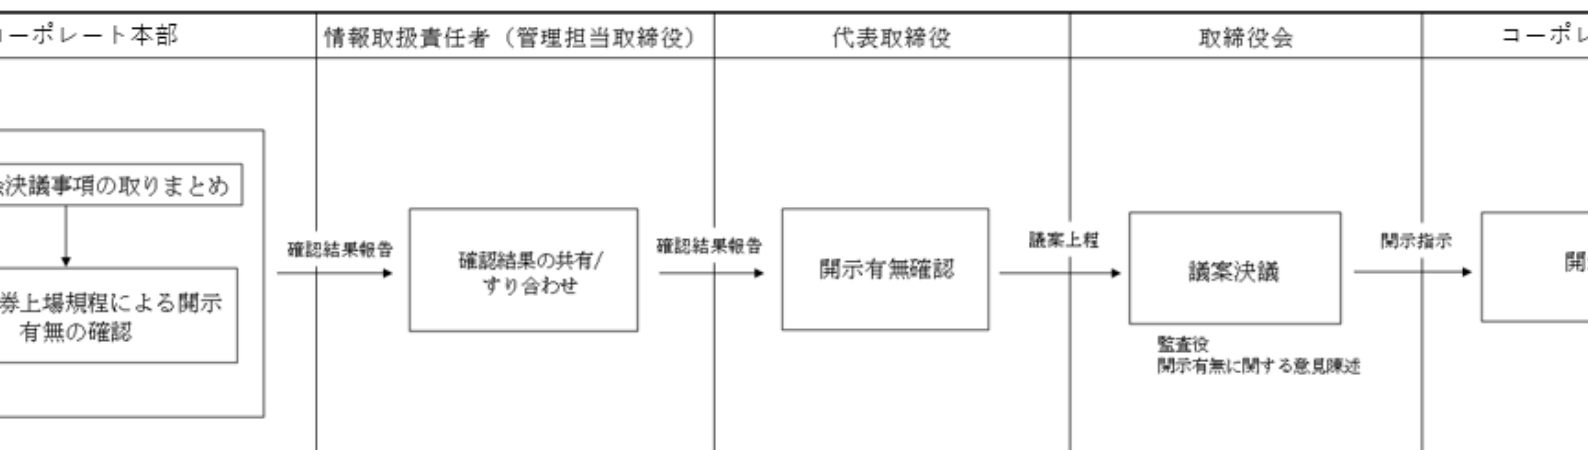 ーポレート本部
情報取扱責任者（管理担当取締役）
代表取締役
取締役会
コーポレ
決議事項の取りまとめ
券上場規程による開示
有無の確認
確認結果報告
確認結果の共有/
すり合わせ
確認結果報告
開示有無確認
議案上程
議案決議
監査役
開示有無に関する意見陳述
開示指示
開